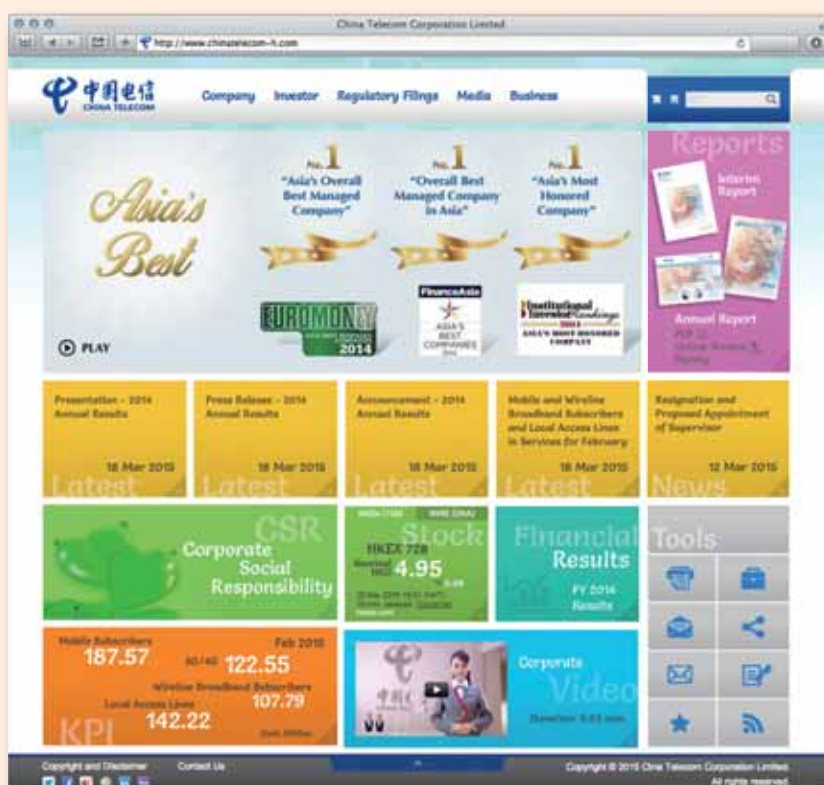 China Telecom Corporation Limited
http://www.chinatelecom-h.com
中国电信
CHINA TELECOM
Company Investor Regulatory Filings Media Business
Asia's
Best
PLAY
No.1
"Asia's Overall
Best Managed
Company"
No.1
"Overall Best
Managed Company
in Asia"
No.1
"Asia's Most
Honored
Company"
EUROMONEY
2014
FinanceAsia
ASIA'S
BEST
COMPANIES
Institutional
Investor Rankings
ASIA'S MOST HONORED
COMPANY
Reports
Interim
Report
Annual Report
Presentation - 2014
Annual Results
18 Mar 2015
Latest
Press Release - 2014
Annual Results
18 Mar 2015
Latest
Announcement - 2014
Annual Results
18 Mar 2015
Latest
Mobile and Wireline
Broadband Subscribers
and Local Access Lines
in Services for February
18 Mar 2015
Latest
Resignation and
Proposed Appointment
of Supervisor
12 Mar 2015
News
CSR
Corporate
Social
Responsibility
Stock
HKEX 728
4.95
Financial
Results
FY 2014
Results
Tools
Mobile Subscribers
187.57
Feb 2015
3G/4G 122.55
Wireline Broadband Subscribers
107.79
Local Access Lines
142.22
KPI
Corporate
Video
Copyright and Disclaimer Contact Us
Copyright © 2015 China Telecom Corporation Limited
All rights reserved.